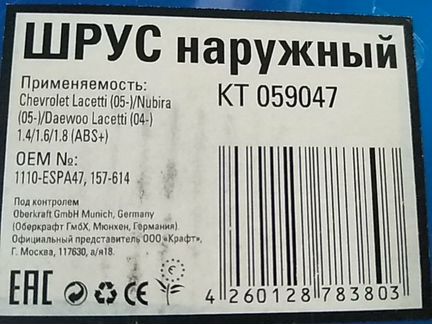 ШРУС наружный
Применяемость:
Chevrolet Lacetti (05-)/Nubira
(05-)/Daewoo Lacetti (04-)
1.4/1.6/1.8 (ABS+)
KT 059047
OEM №:
1110-ESPA47, 157-614
Под контролем
Oberkraft GmbH Munich, Germany
(Оберкрафт ГмбХ, Мюнхен, Германия).
Официальный представитель ООО «Крафт»,
Г. Москва, 117630, а/я18.
EAC CE
4 260128 783803